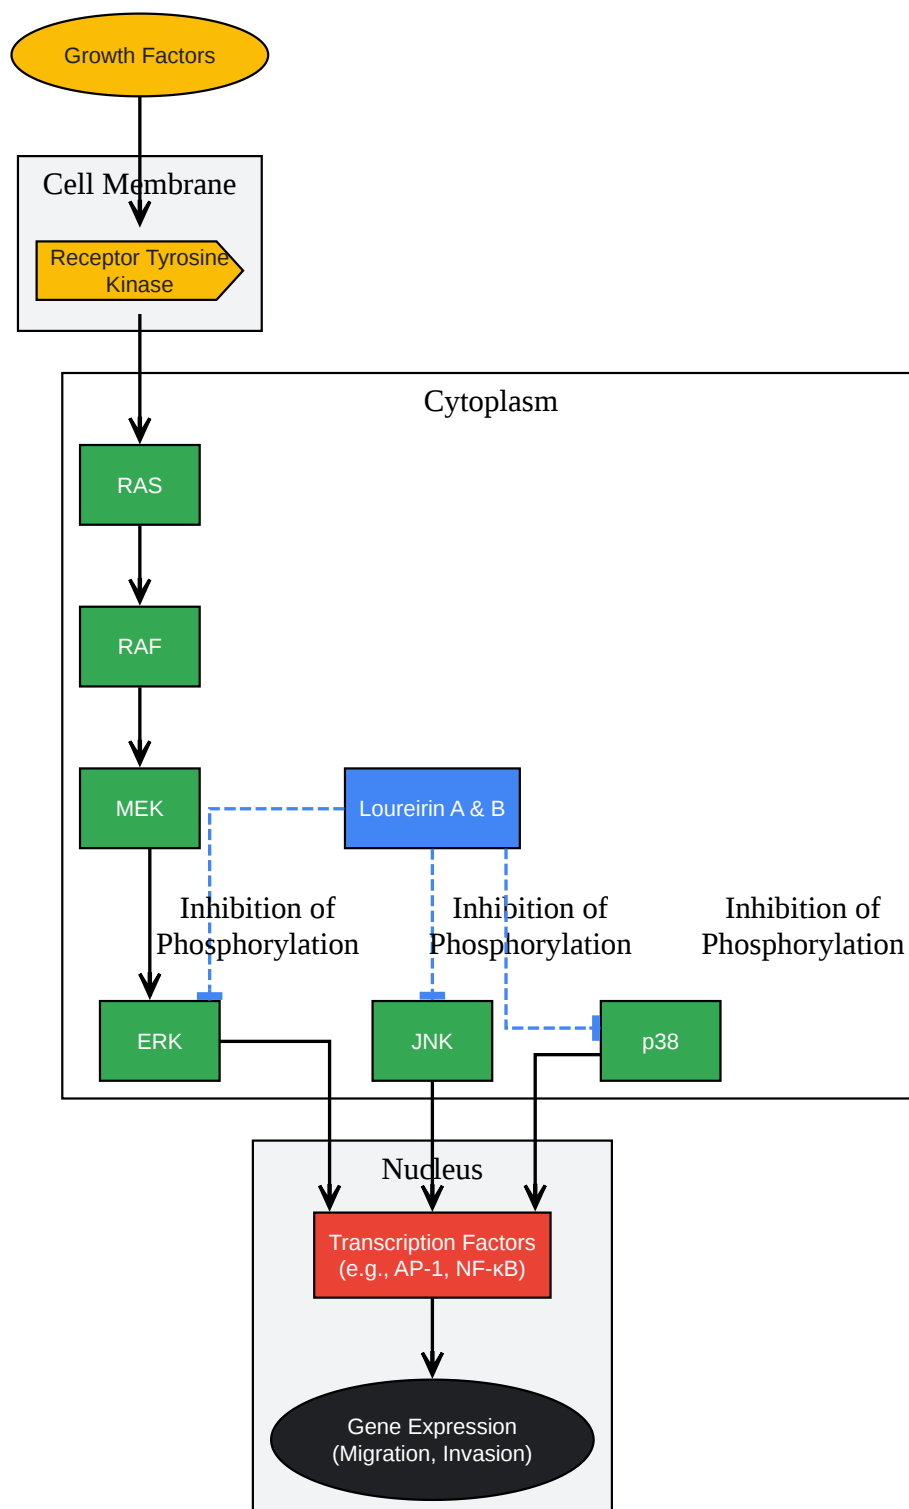 Growth Factors
Cell Membrane
Receptor Tyrosine
Kinase
Cytoplasm
RAS
RAF
MEK
Loureirin A & B
Inhibition of
Phosphorylation
Inhibition of
Phosphorylation
Inhibition of
Phosphorylation
ERK
JNK
p38
Nucleus
Transcription Factors
(e.g., AP-1, NF-κB)
Gene Expression
(Migration, Invasion)